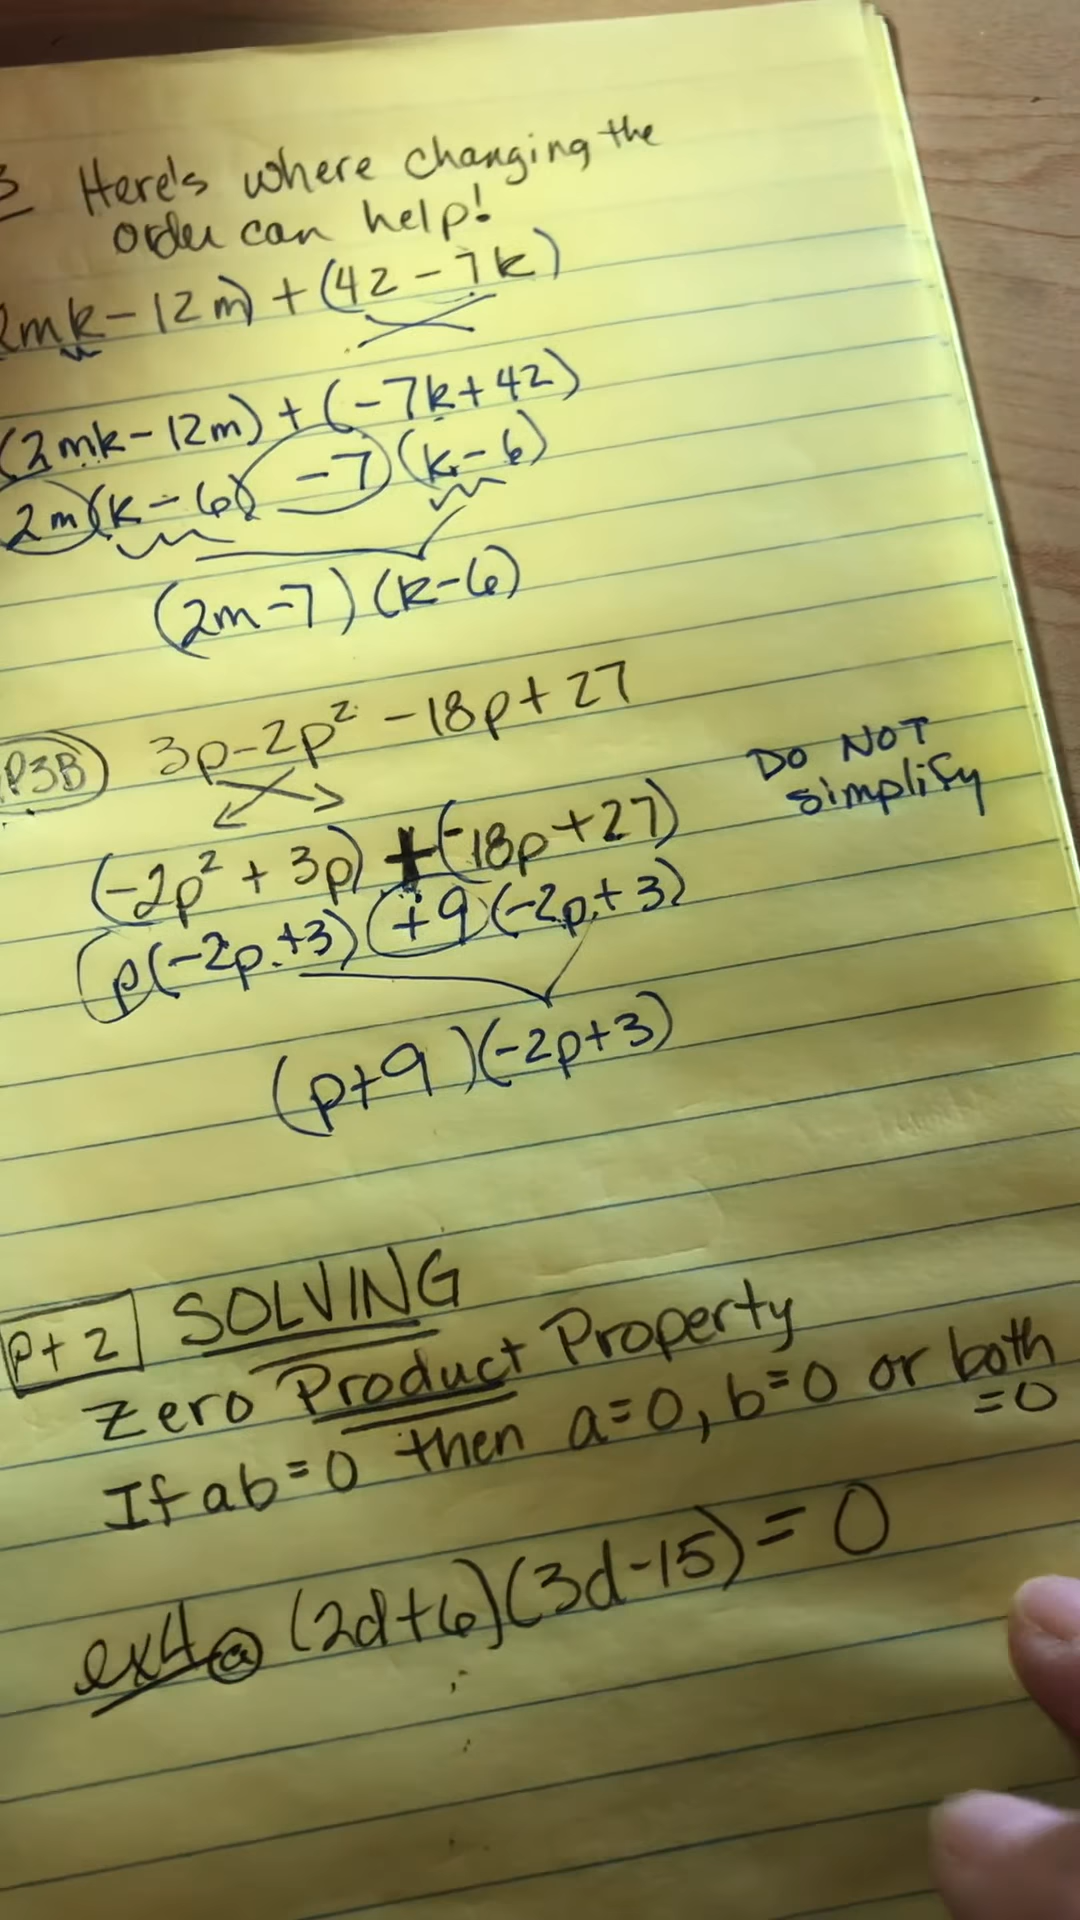 3 Here's where changing the
order can help!
2mk - 12m) + (42 - 7k)
(2mk - 12m) + (-7k + 42)
2m(k - 6) -7 (k - 6)
(2m - 7)(k - 6)
P3B) 3p - 2p² - 18p + 27
DO NOT
simplify
(-2p² + 3p) + (-18p + 27)
p(-2p + 3) +9 (-2p + 3)
(p + 9)(-2p + 3)
pt 2 SOLVING
Zero Product Property
If ab = 0 then a = 0, b = 0 or both
= 0
ex4 a (2d + 6)(3d - 15) = 0